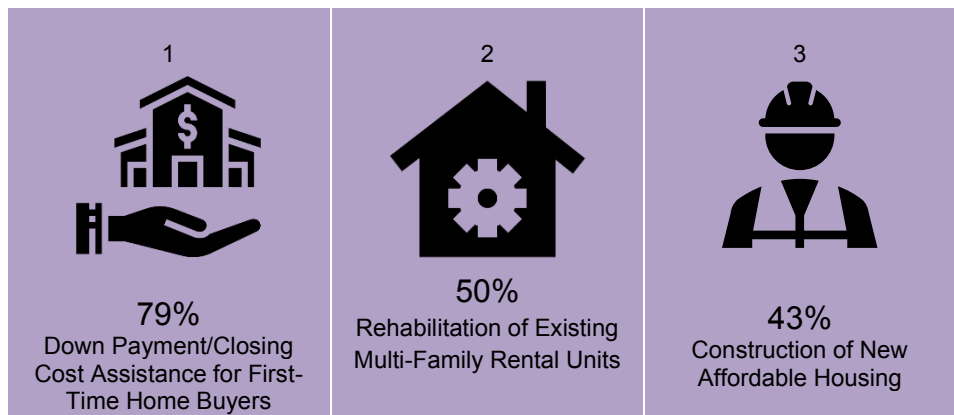 1
$
79%
Down Payment/Closing
Cost Assistance for First-
Time Home Buyers
2
50%
Rehabilitation of Existing
Multi-Family Rental Units
3
43%
Construction of New
Affordable Housing